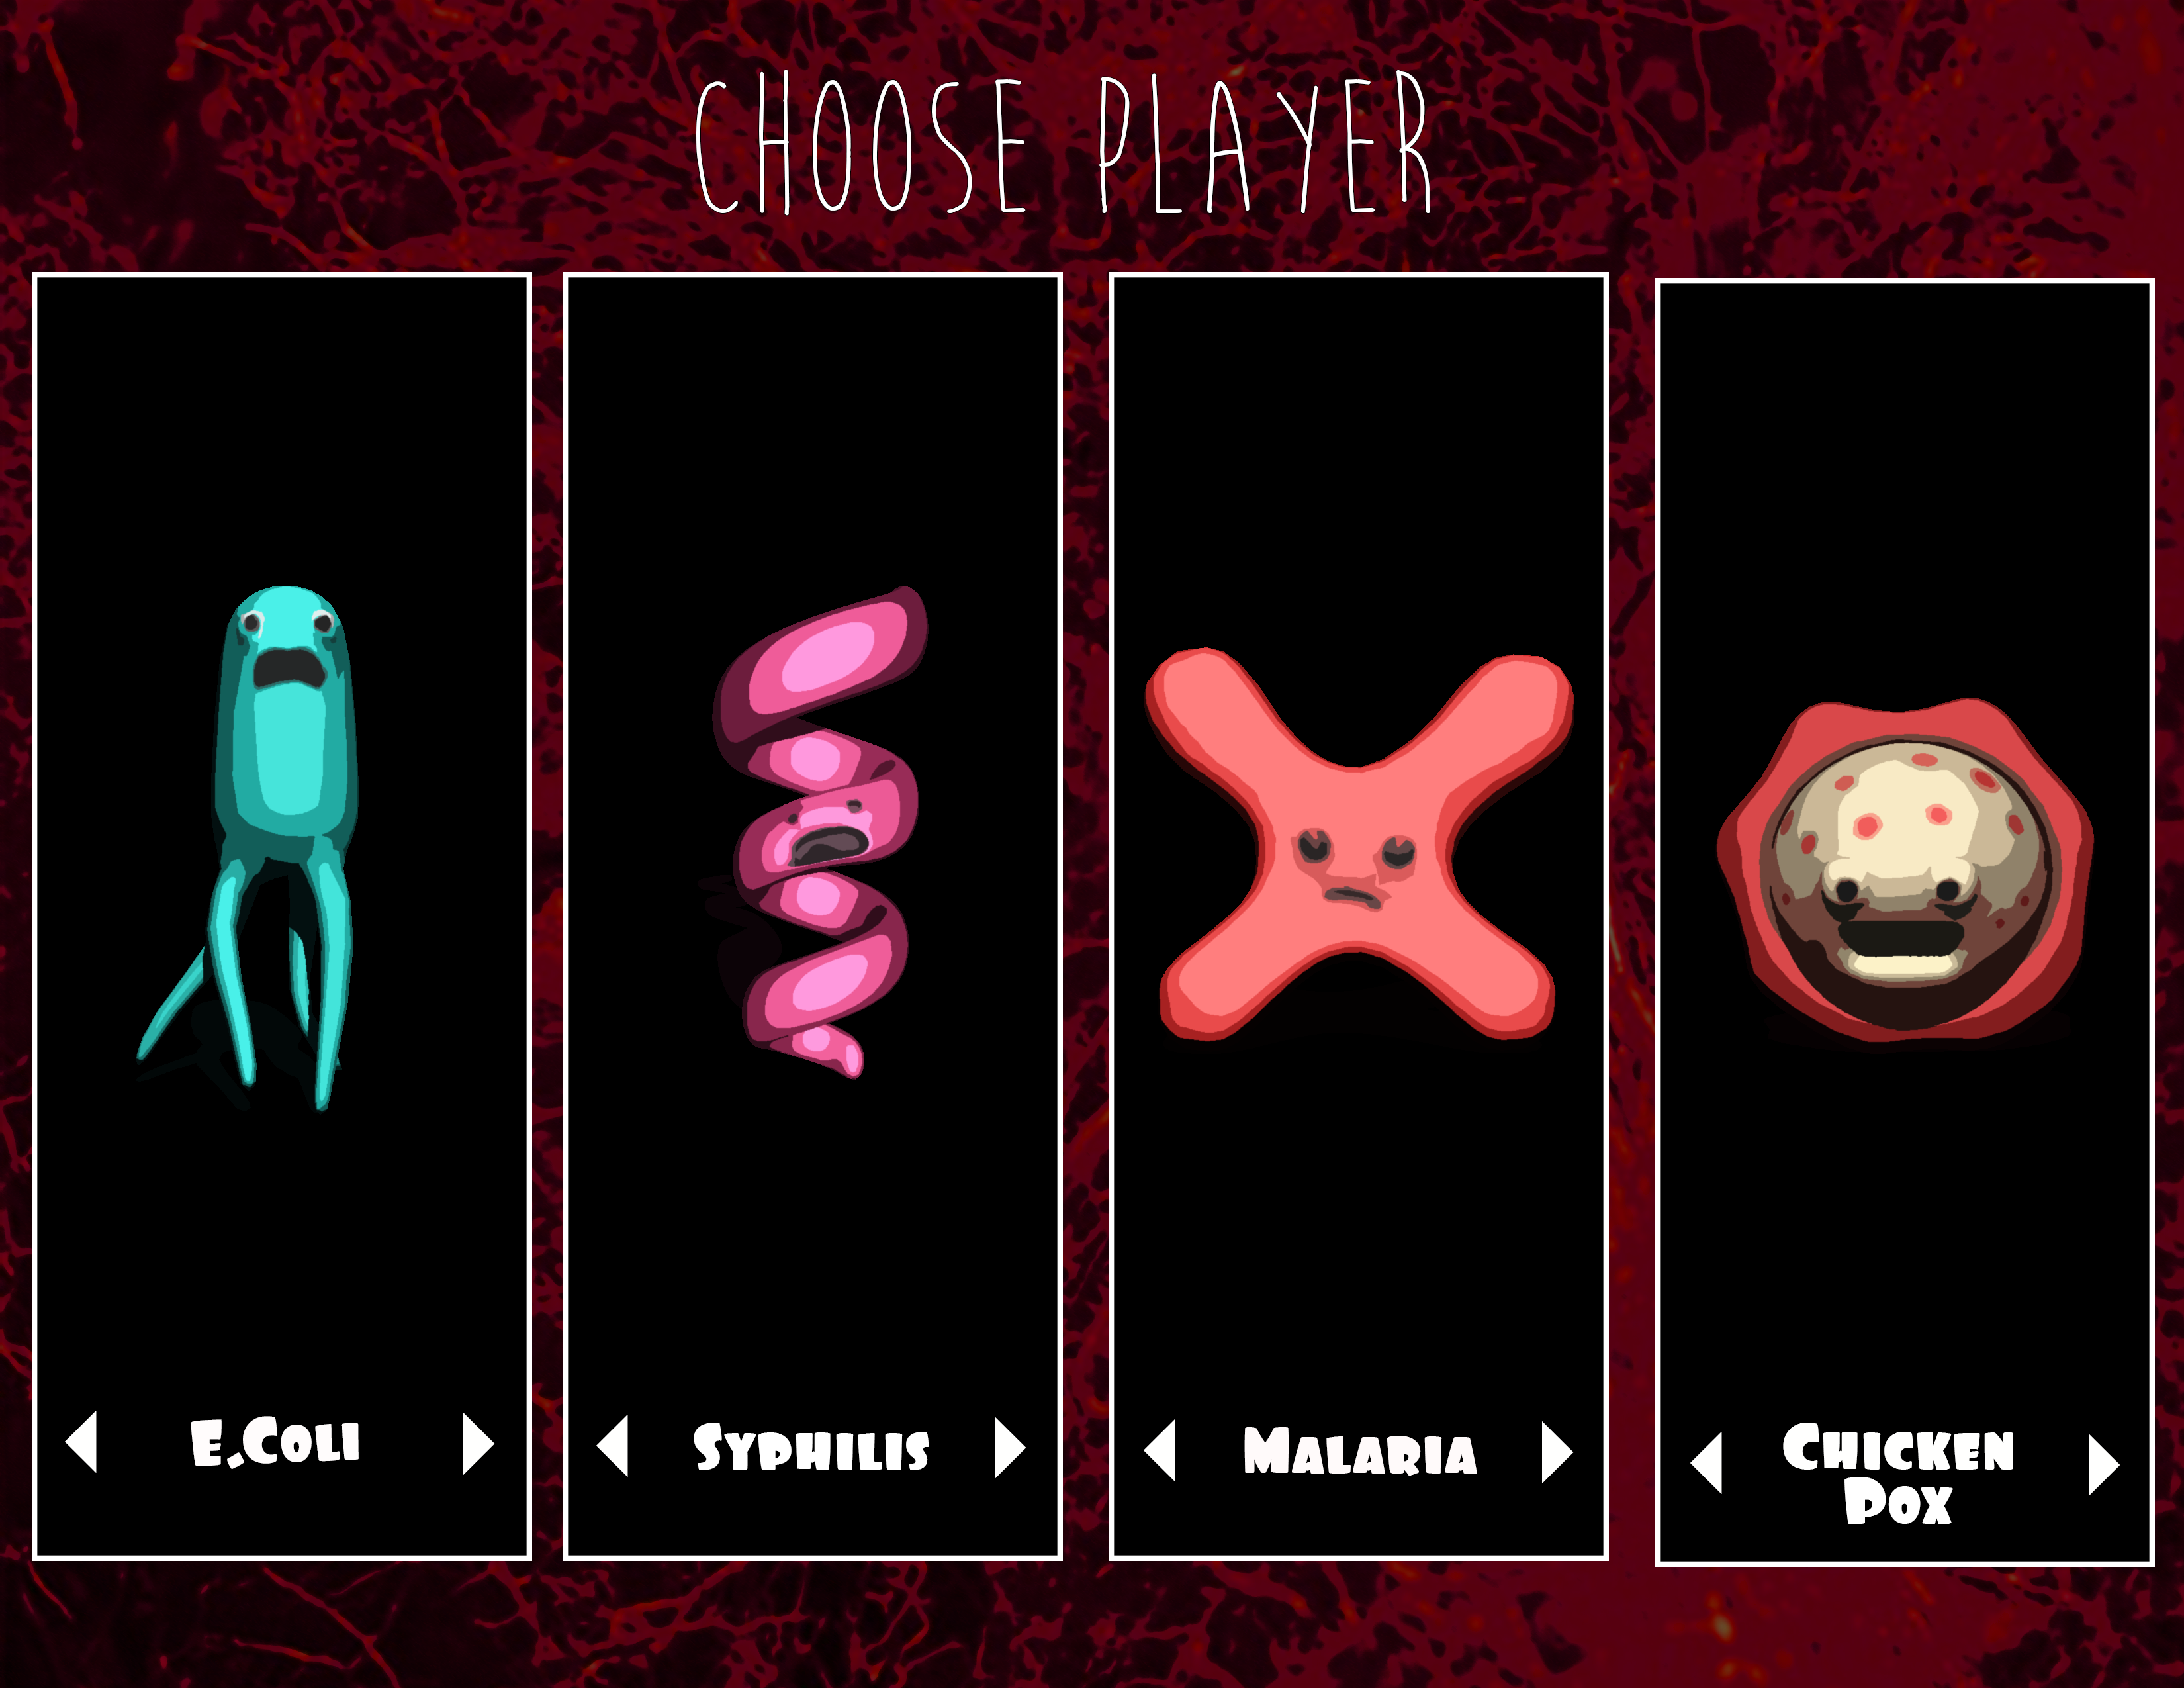 CHOOSE PLAYER
E.Coli
Syphilis
Malaria
Chicken
Pox